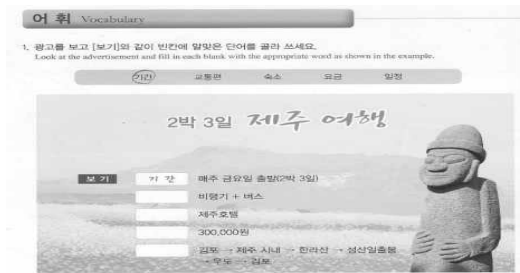 어휘 Vocabulary
1. 광고를 보고 [보기]와 같이 빈칸에 알맞은 단어를 골라 쓰세요.
Look at the advertisement and fill in each blank with the appropriate word as shown in the example.
기간 교통편 숙소 요금 일정
2박 3일 제주 여행
보기 기간 매주 금요일 출발(2박 3일)
비행기 + 버스
제주호텔
300,000원
김포 → 제주 시내 → 한라산 → 성산일출봉
→ 우도 → 김포